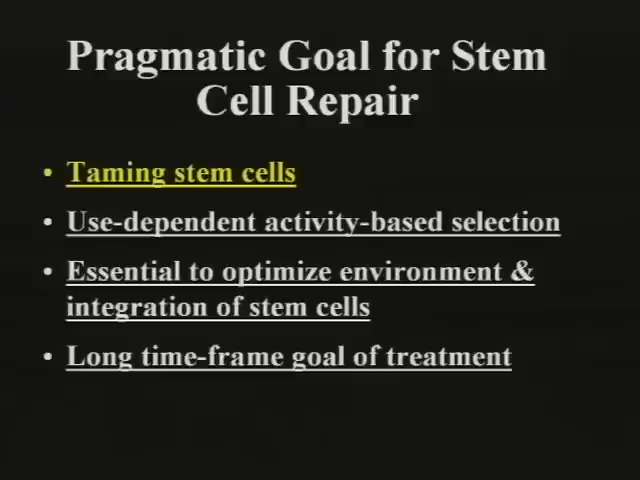 Pragmatic Goal for Stem
Cell Repair
• Taming stem cells
• Use-dependent activity-based selection
• Essential to optimize environment &
integration of stem cells
• Long time-frame goal of treatment